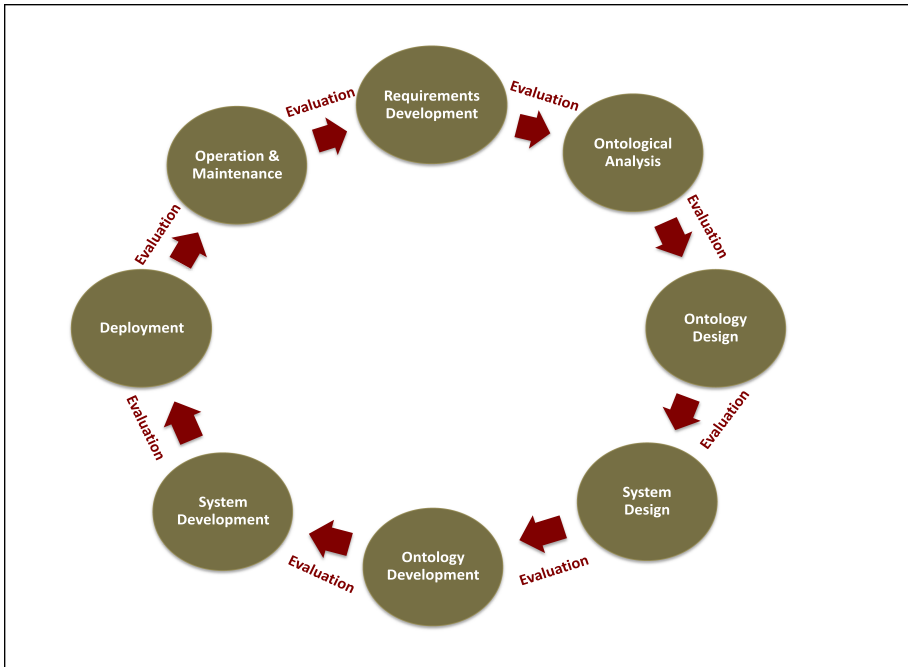 Requirements
Development
Evaluation
Ontological
Analysis
Evaluation
Ontology
Design
Evaluation
System
Design
Evaluation
Ontology
Development
Evaluation
System
Development
Evaluation
Deployment
Evaluation
Operation &
Maintenance
Evaluation